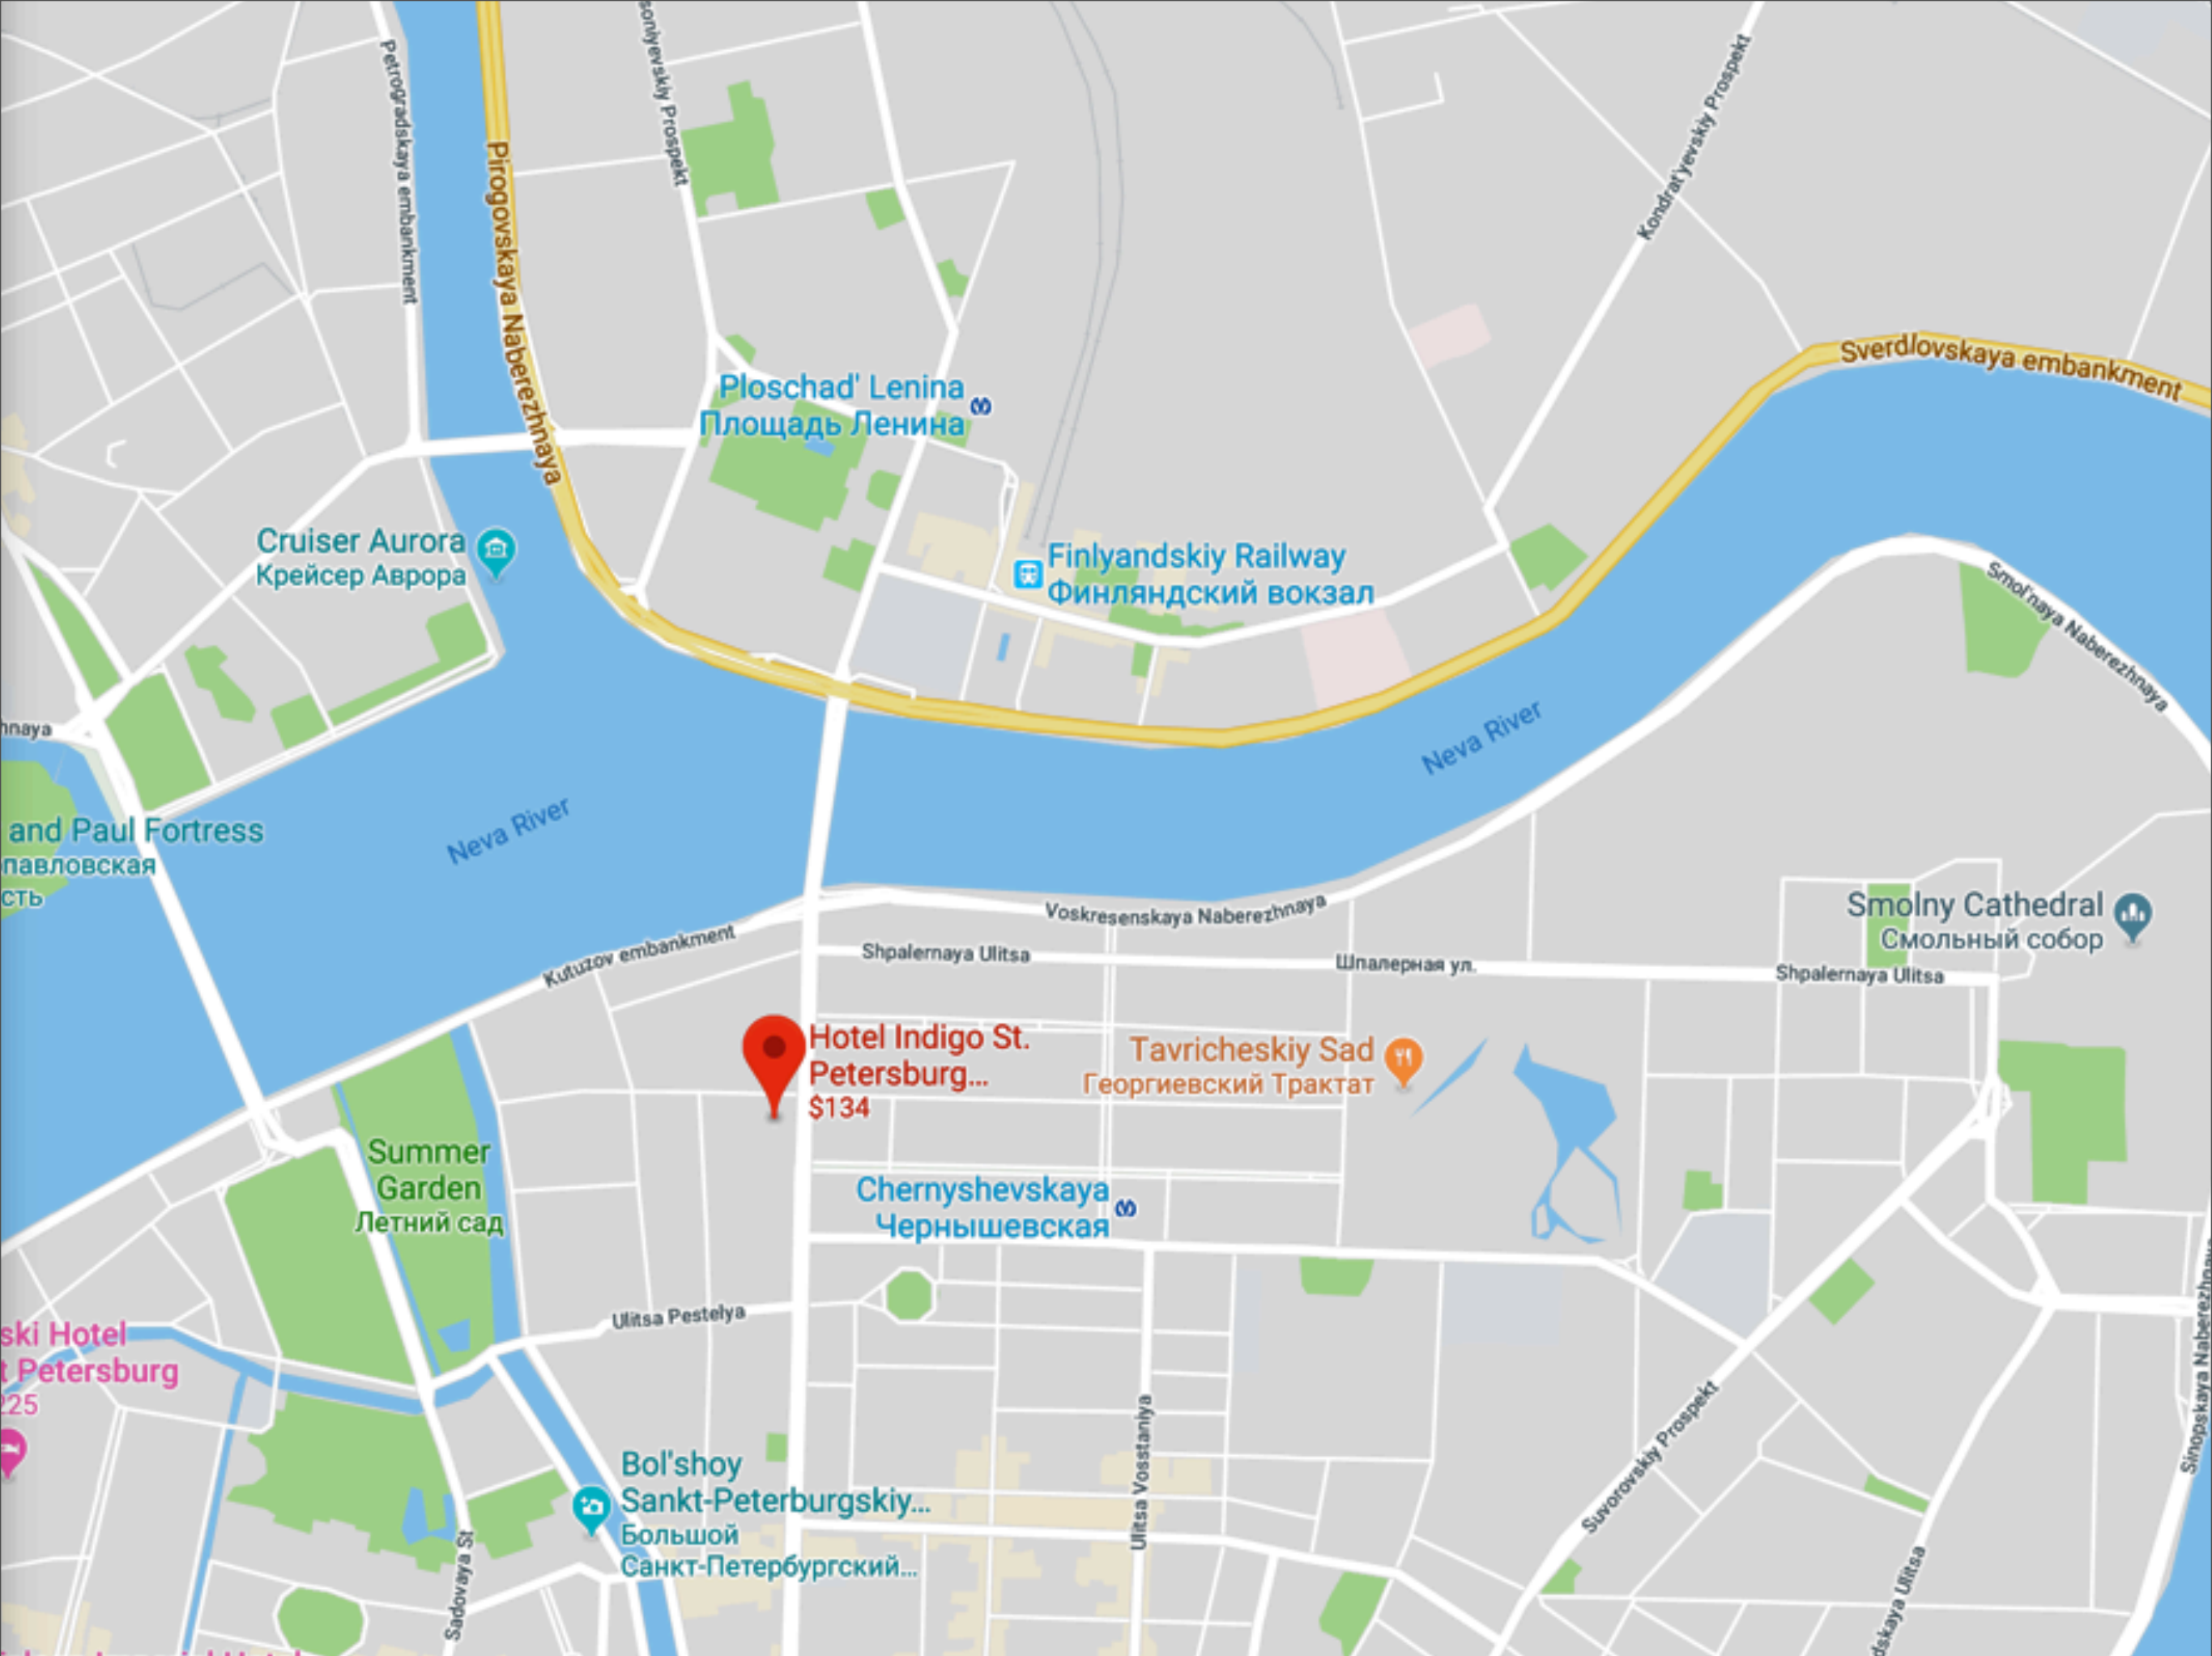 Petrogradskaya embankment
Pirogovskaya Naberezhnaya
soniyevskiy Prospekt
Kondrat'yevskiy Prospekt
Sverdlovskaya embankment
Ploschad' Lenina
Площадь Ленина
Cruiser Aurora
Крейсер Аврора
Finlyandskiy Railway
Финляндский вокзал
Smol'naya Naberezhnaya
hnaya
Neva River
Neva River
and Paul Fortress
павловская
сть
Kutuzov embankment
Voskresenskaya Naberezhnaya
Shpalernaya Ulitsa
Шпалерная ул.
Shpalernaya Ulitsa
Smolny Cathedral
Смольный собор
Hotel Indigo St.
Petersburg...
$134
Tavricheskiy Sad
Георгиевский Трактат
Summer
Garden
Летний сад
Chernyshevskaya
Чернышевская
Ulitsa Pestelya
ski Hotel
t Petersburg
225
Bol'shoy
Sankt-Peterburgskiy...
Большой
Санкт-Петербургский...
Sadovaya St
Ulitsa Vosstaniya
Suvorovskiy Prospekt
dskaya Ulitsa
Sinopskaya Naberezhnaya